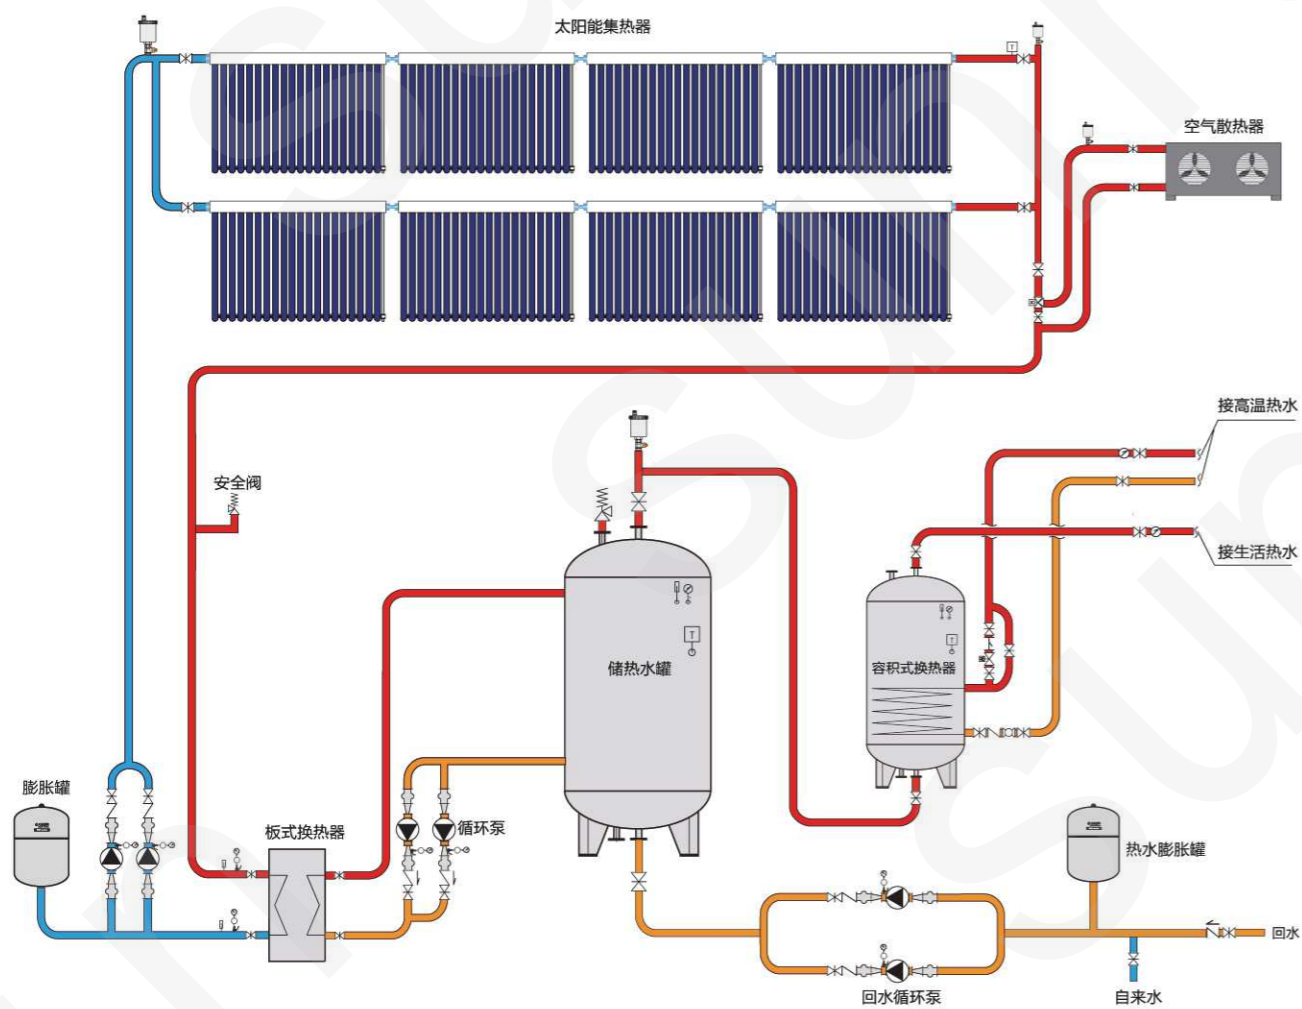 太阳能集热器
空气散热器
接高温热水
安全阀
接生活热水
T
T
T
储热水罐
容积式换热器
膨胀罐
板式换热器
循环泵
热水膨胀罐
回水
回水循环泵
自来水